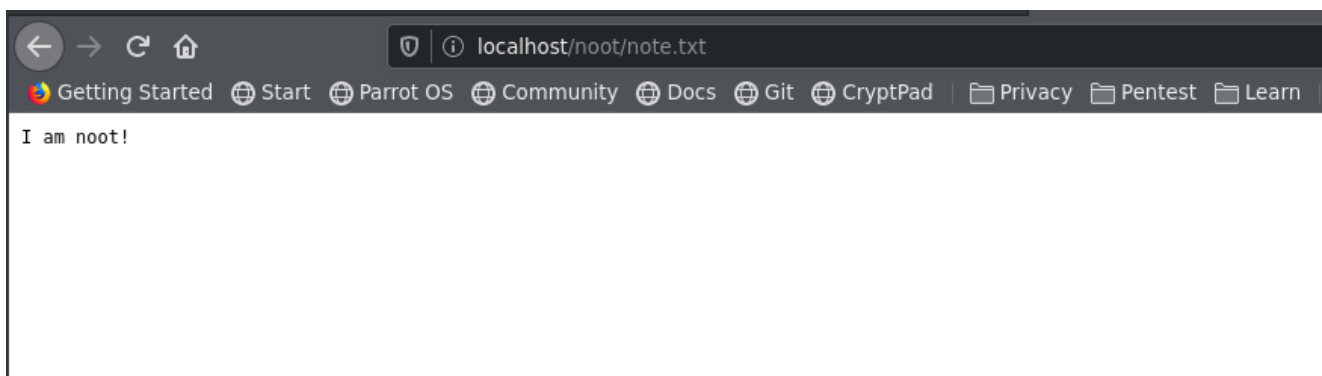 localhost/noot/note.txt
Getting Started Start Parrot OS Community Docs Git CryptPad Privacy Pentest Learn
I am noot!